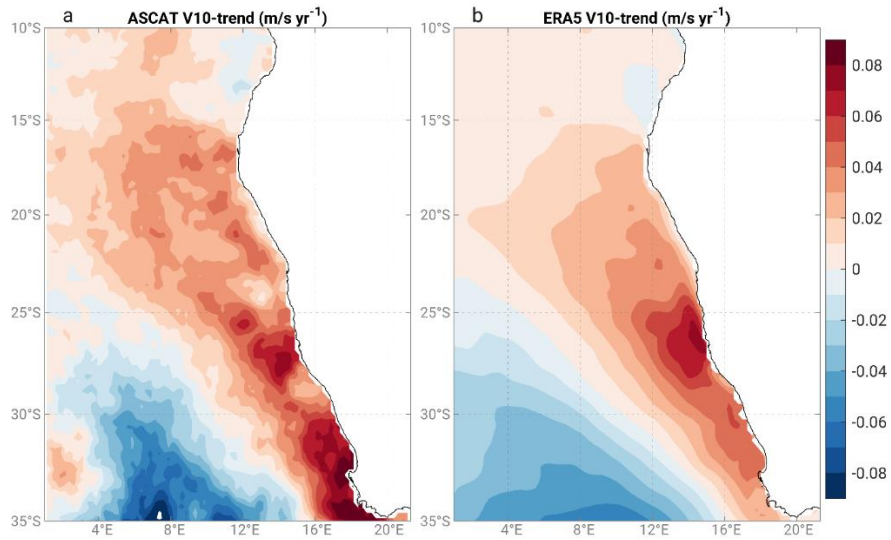 a ASCAT V10-trend (m/s yr⁻¹)
b ERA5 V10-trend (m/s yr⁻¹)
10°S
15°S
20°S
25°S
30°S
35°S
4°E 8°E 12°E 16°E 20°E
10°S
15°S
20°S
25°S
30°S
35°S
4°E 8°E 12°E 16°E 20°E
0.08
0.06
0.04
0.02
0
-0.02
-0.04
-0.06
-0.08